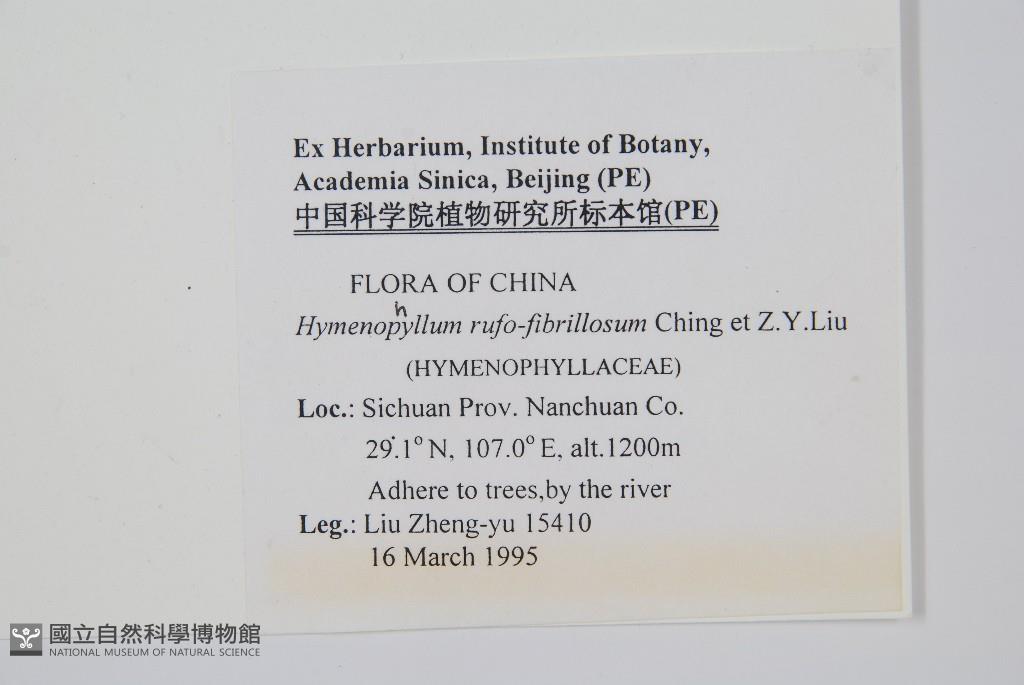 Ex Herbarium, Institute of Botany,
Academia Sinica, Beijing (PE)
中国科学院植物研究所标本馆(PE)
FLORA OF CHINA
Hymenophyllum rufo-fibrillosum Ching et Z.Y.Liu
(HYMENOPHYLLACEAE)
Loc.: Sichuan Prov. Nanchuan Co.
29.1° N, 107.0° E, alt.1200m
Adhere to trees,by the river
Leg.: Liu Zheng-yu 15410
16 March 1995
國立自然科學博物館
NATIONAL MUSEUM OF NATURAL SCIENCE